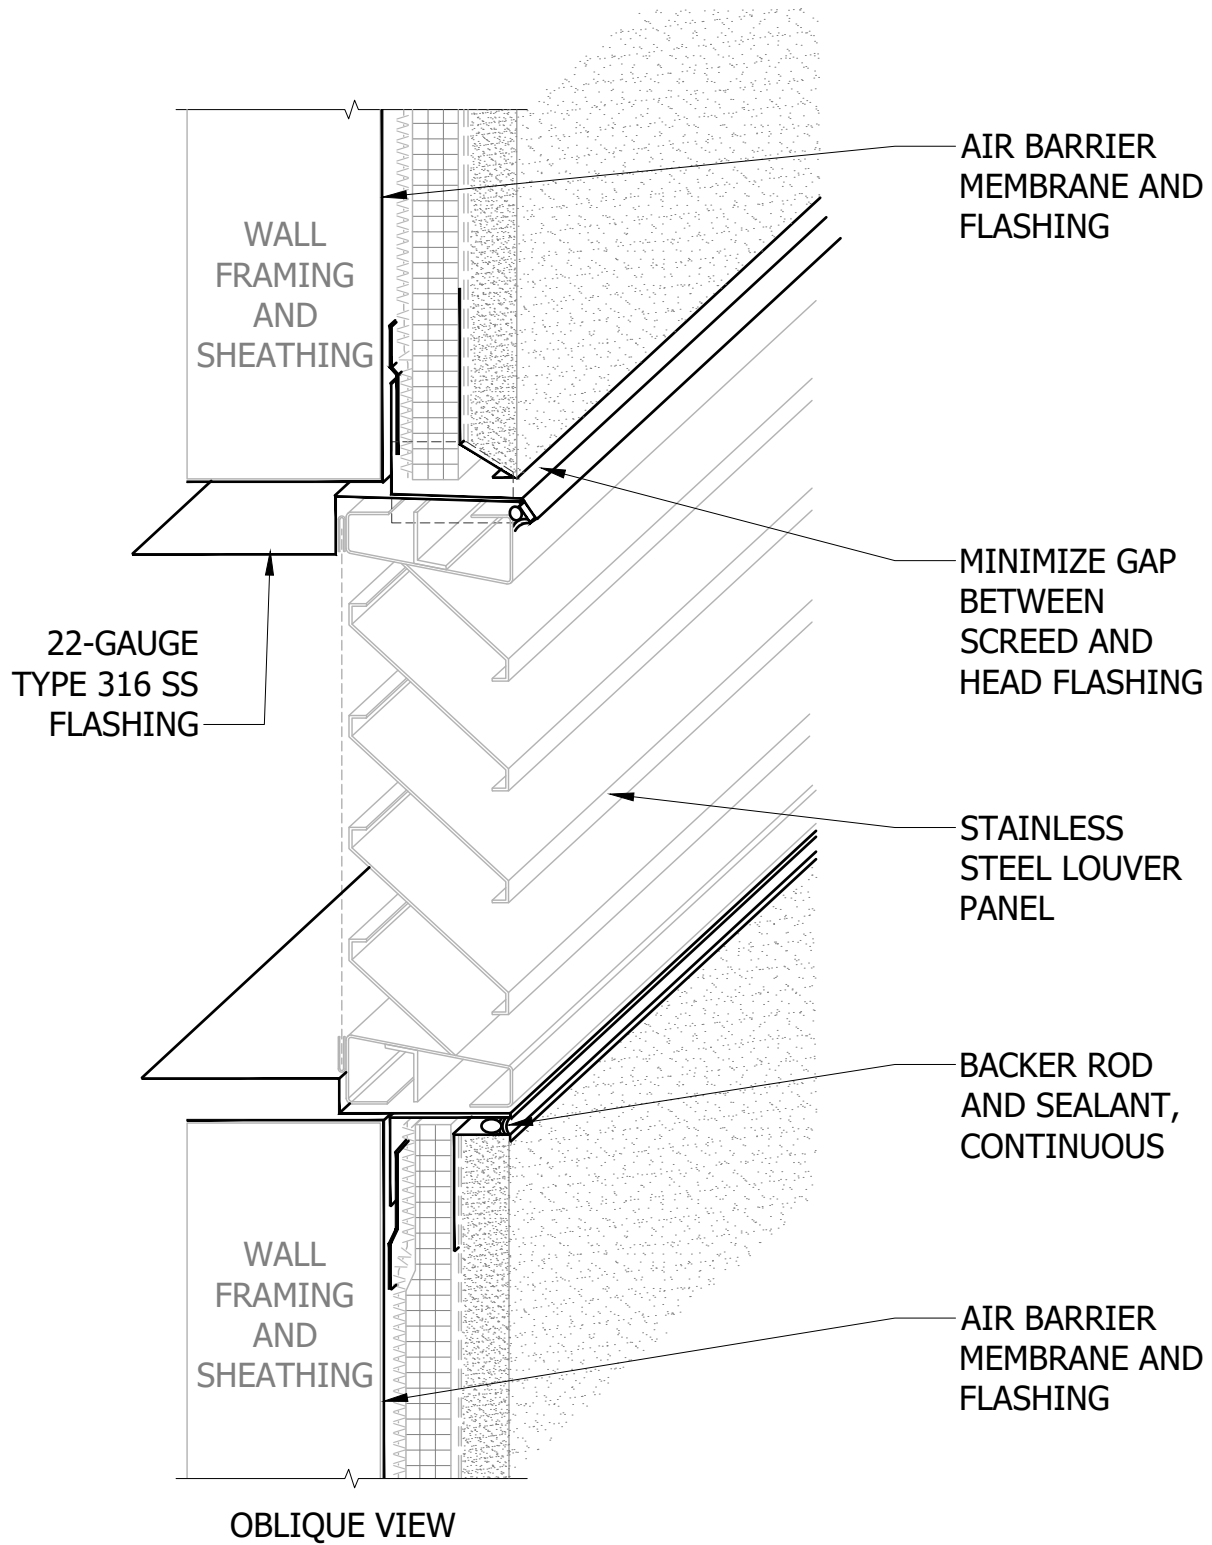 AIR BARRIER
MEMBRANE AND
FLASHING
WALL
FRAMING
AND
SHEATHING
MINIMIZE GAP
BETWEEN
SCREED AND
HEAD FLASHING
22-GAUGE
TYPE 316 SS
FLASHING
STAINLESS
STEEL LOUVER
PANEL
BACKER ROD
AND SEALANT,
CONTINUOUS
WALL
FRAMING
AND
SHEATHING
AIR BARRIER
MEMBRANE AND
FLASHING
OBLIQUE VIEW